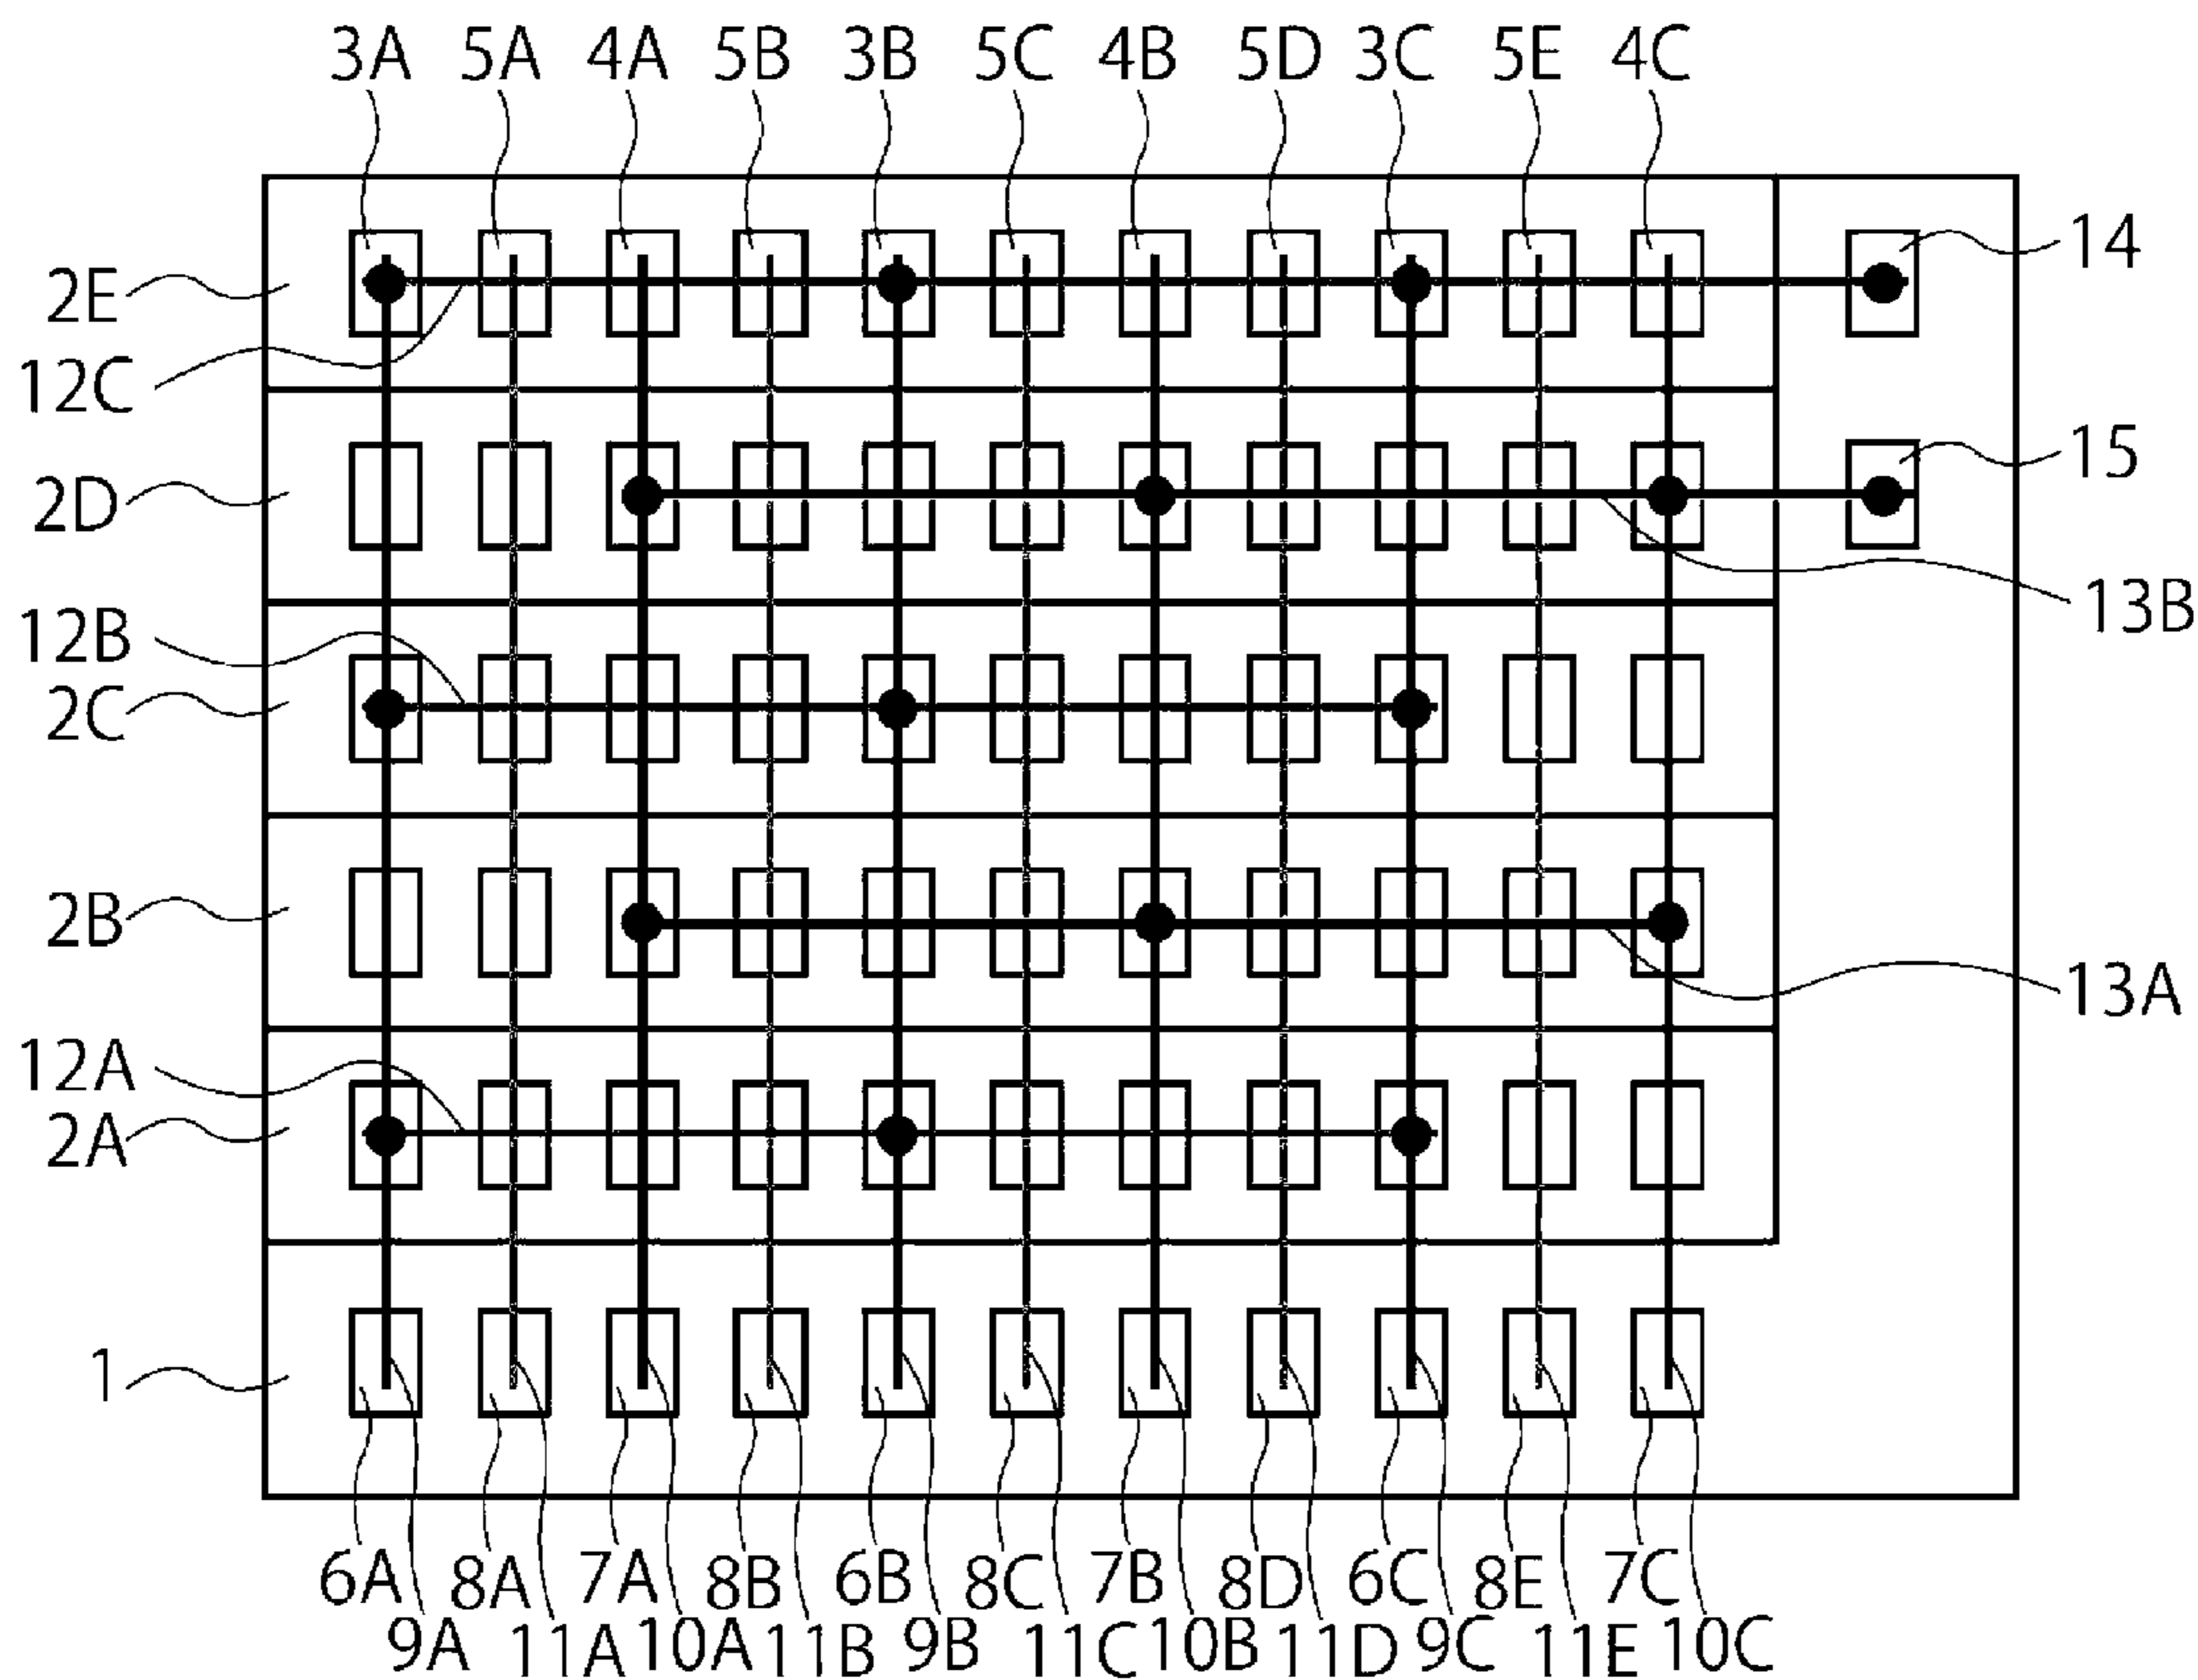 3A 5A 4A 5B 3B 5C 4B 5D 3C 5E 4C
14
2E
12C
15
2D
13B
12B
2C
2B
13A
12A
2A
1
6A 8A 7A 8B 6B 8C 7B 8D 6C 8E 7C
9A 11A 10A 11B 9B 11C 10B 11D 9C 11E 10C